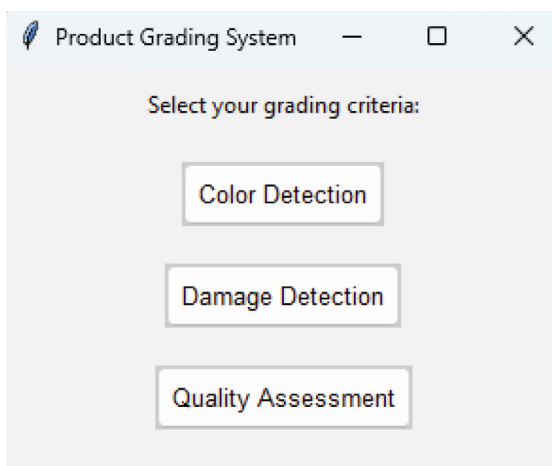 Product Grading System
Select your grading criteria:
Color Detection
Damage Detection
Quality Assessment